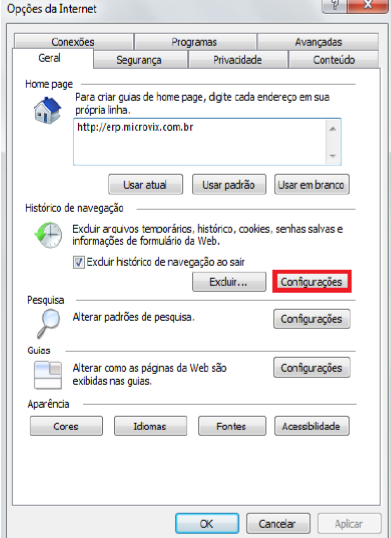 Opções da Internet
?
X
Conexões
Programas
Avançadas
Geral
Segurança
Privacidade
Conteúdo
Home page
Para criar guias de home page, digite cada endereço em sua
própria linha.
http://erp.microvix.com.br
Usar atual
Usar padrão
Usar em branco
Histórico de navegação
Excluir arquivos temporários, histórico, cookies, senhas salvas e
informações de formulário da Web.
Excluir histórico de navegação ao sair
Excluir...
Configurações
Pesquisa
Alterar padrões de pesquisa.
Configurações
Guias
Alterar como as páginas da Web são
exibidas nas guias.
Configurações
Aparência
Cores
Idiomas
Fontes
Acessibilidade
OK
Cancelar
Aplicar